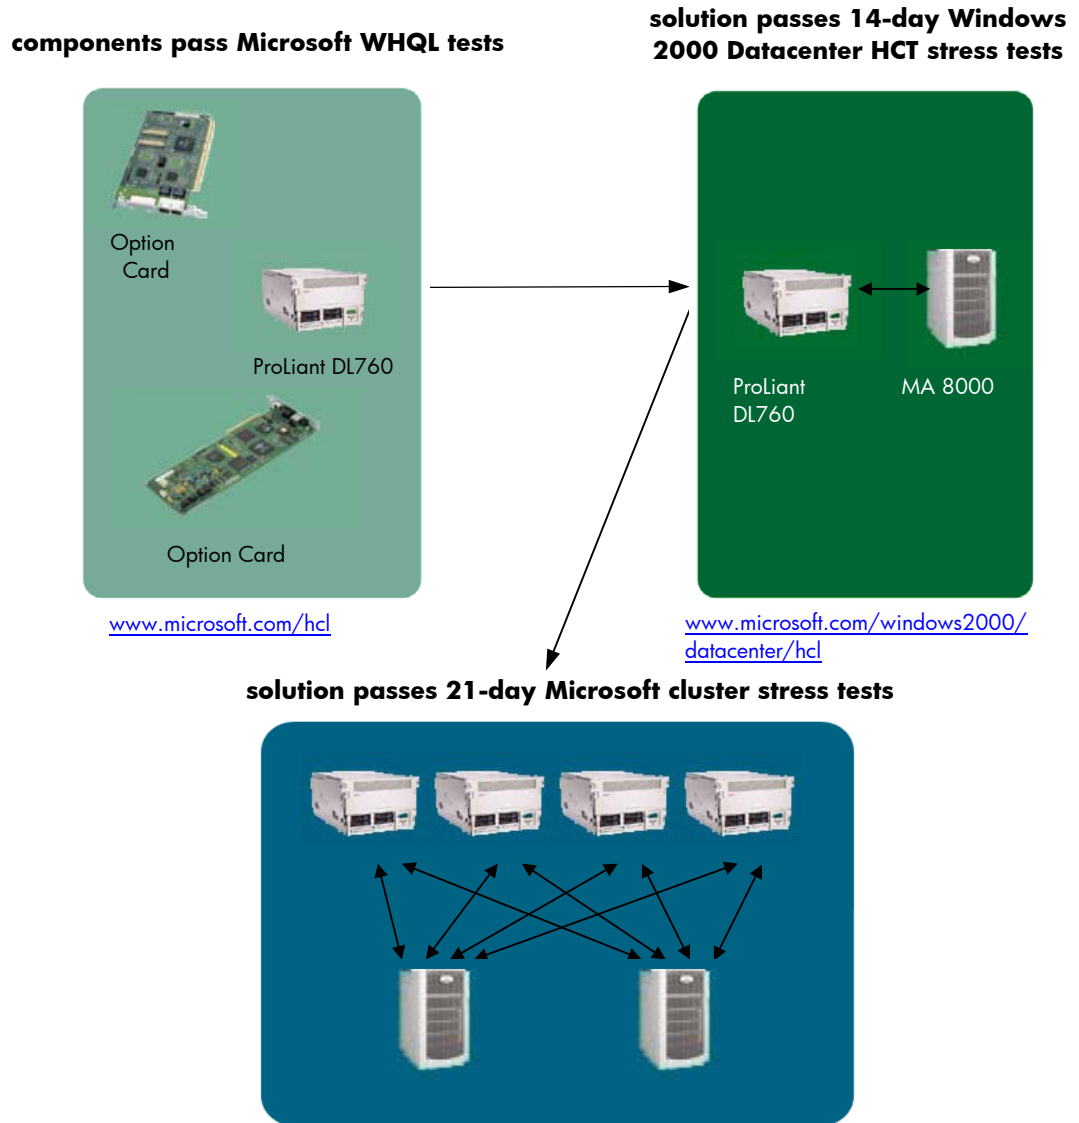 components pass Microsoft WHQL tests
solution passes 14-day Windows
2000 Datacenter HCT stress tests
Option
Card
ProLiant DL760
Option Card
www.microsoft.com/hcl
ProLiant
DL760
MA 8000
www.microsoft.com/windows2000/
datacenter/hcl
solution passes 21-day Microsoft cluster stress tests